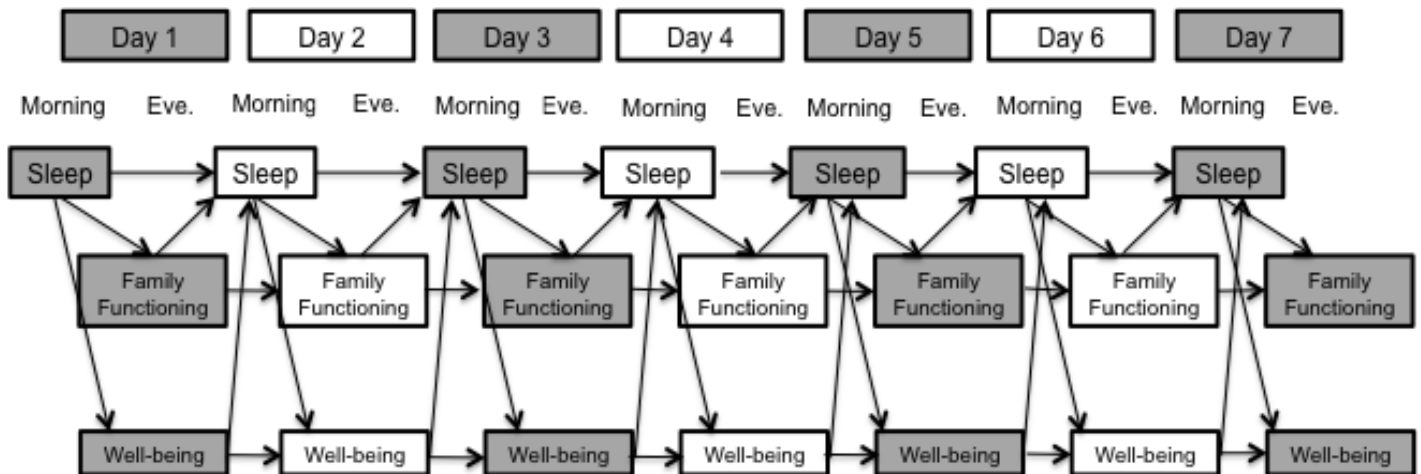 Day 1 Day 2 Day 3 Day 4 Day 5 Day 6 Day 7
Morning Eve. Morning Eve. Morning Eve. Morning Eve. Morning Eve. Morning Eve. Morning Eve.
Sleep Sleep Sleep Sleep Sleep Sleep Sleep
Family Family Family Family Family Family Family
Functioning Functioning Functioning Functioning Functioning Functioning Functioning
Well-being Well-being Well-being Well-being Well-being Well-being Well-being